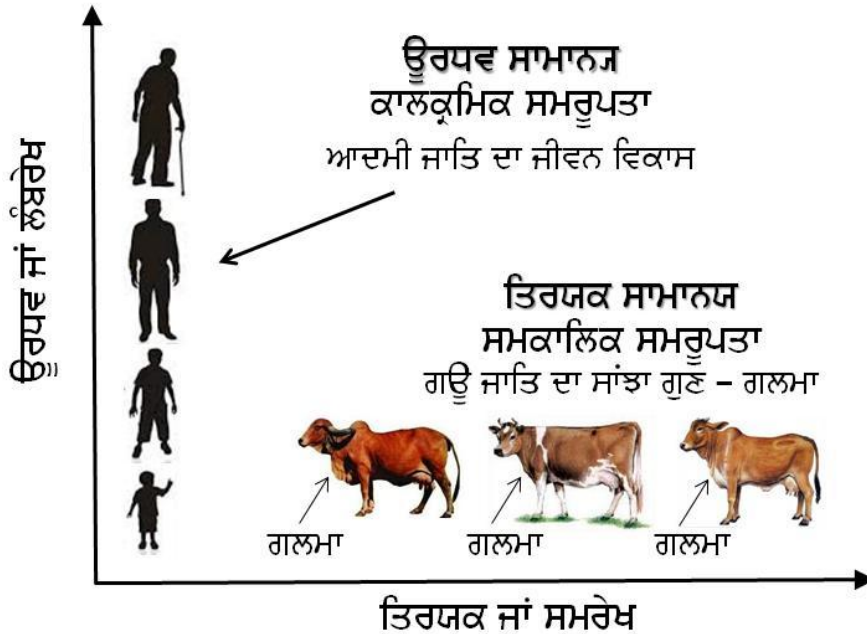 ਊਰਧਵ ਸਾਮਾਨ੍ਯ
ਕਾਲਕ੍ਰਮਿਕ ਸਮਰੂਪਤਾ
ਆਦਮੀ ਜਾਤਿ ਦਾ ਜੀਵਨ ਵਿਕਾਸ
ਊਰਧਵ ਜਾਂ ਲੰਬਰੇਖ
ਤਿਰਯਕ ਸਾਮਾਨਯ
ਸਮਕਾਲਿਕ ਸਮਰੂਪਤਾ
ਗਊ ਜਾਤਿ ਦਾ ਸਾਂਝਾ ਗੁਣ – ਗਲਮਾ
ਗਲਮਾ
ਗਲਮਾ
ਗਲਮਾ
ਤਿਰਯਕ ਜਾਂ ਸਮਰੇਖ